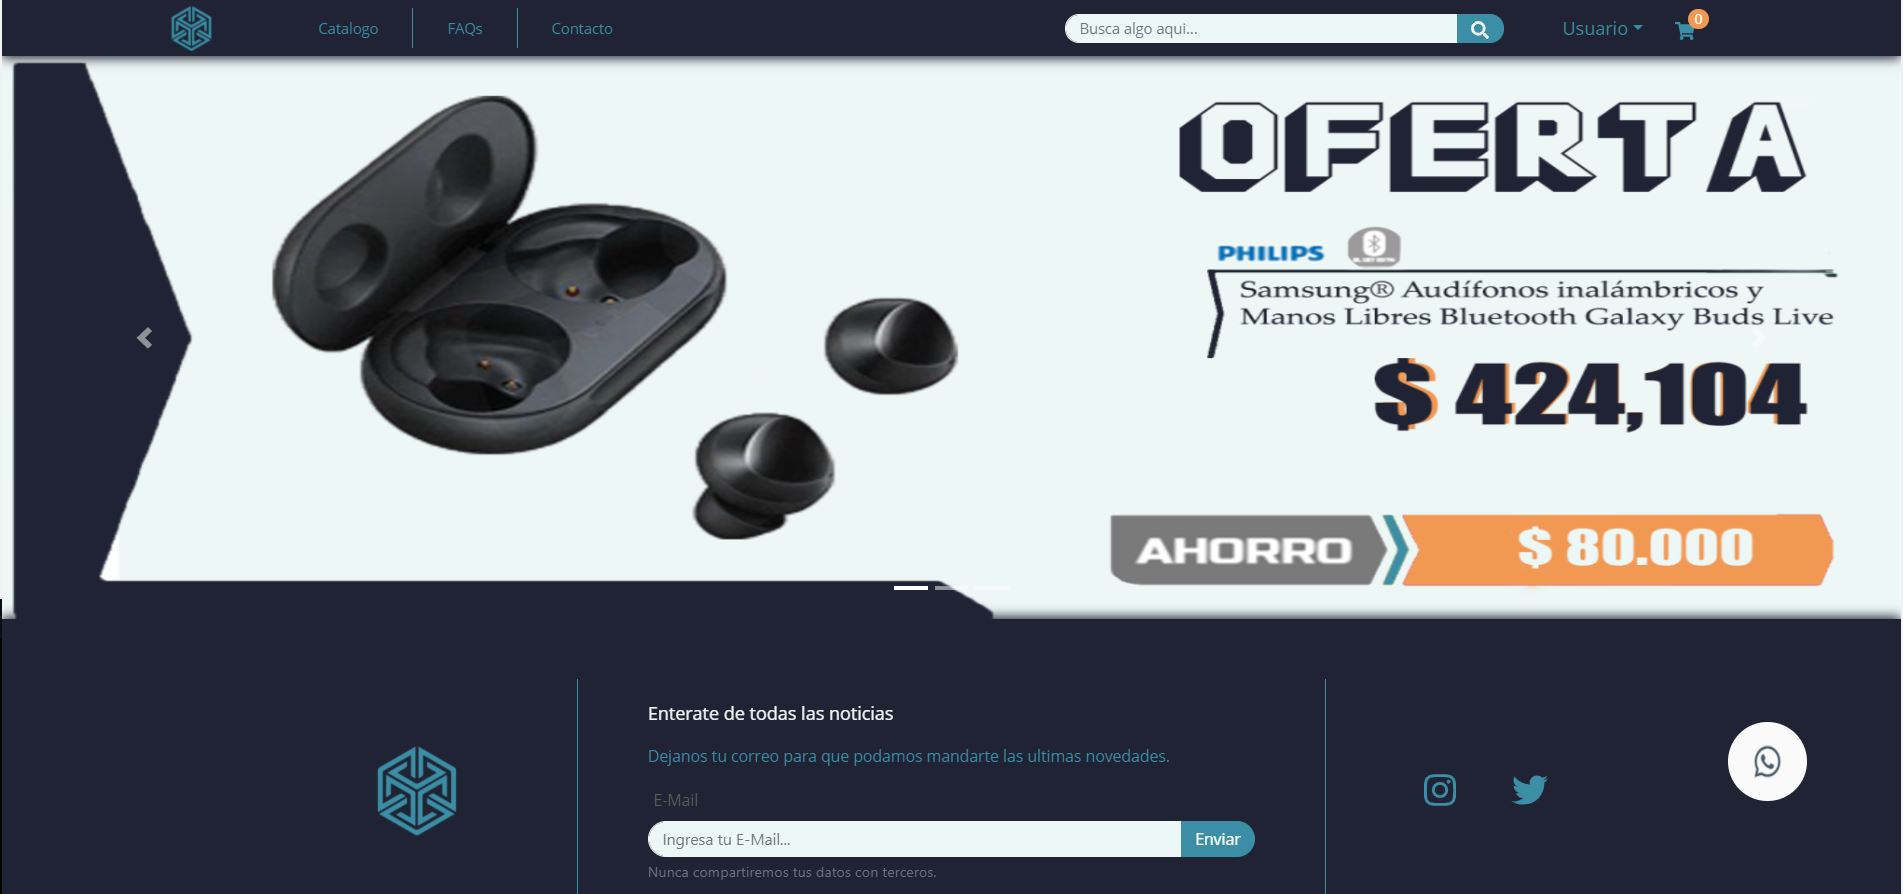 Catalogo
FAQs
Contacto
Busca algo aqui...
Usuario
0
OFERTA
PHILIPS
Samsung® Audífonos inalámbricos y
Manos Libres Bluetooth Galaxy Buds Live
$ 424,104
AHORRO
$ 80.000
Enterate de todas las noticias
Dejanos tu correo para que podamos mandarte las ultimas novedades.
E-Mail
Ingresa tu E-Mail...
Enviar
Nunca compartiremos tus datos con terceros.